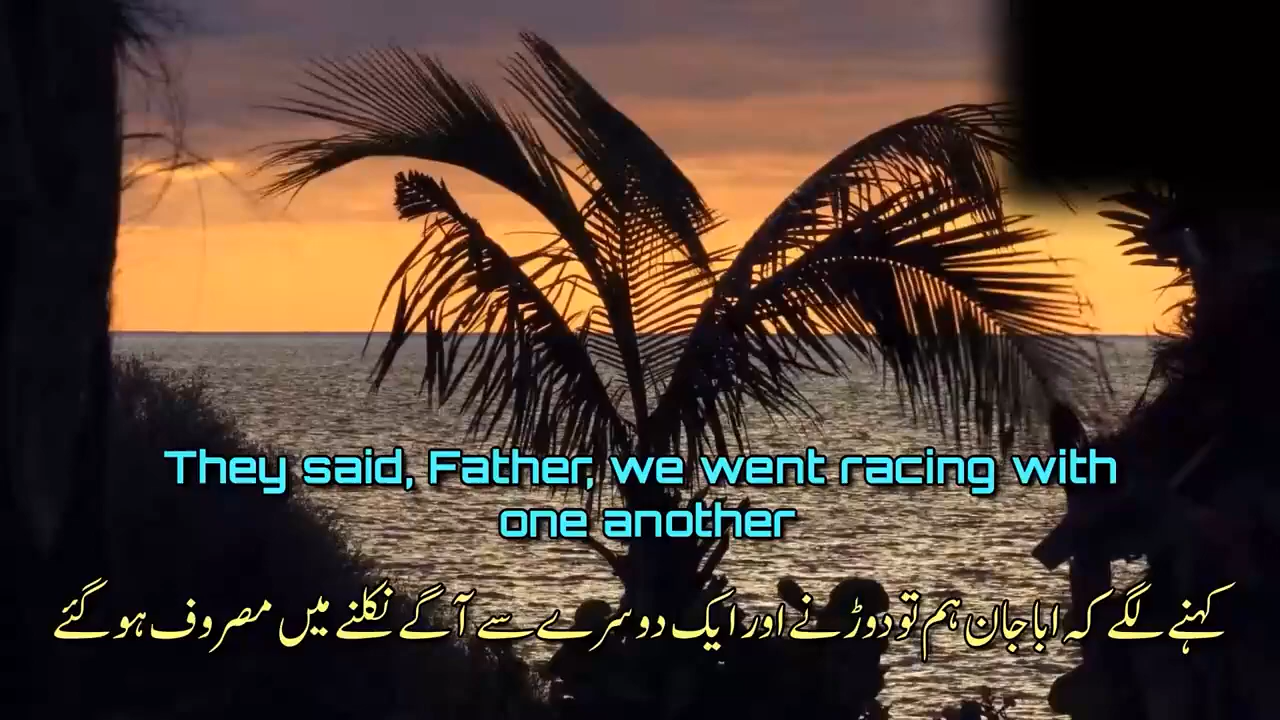 They said, Father, we went racing with
one another
کہنے لگے کہ ابا جان ہم تو دوڑنے اور ایک دوسرے سے آگے نکلنے میں مصروف ہو گئے